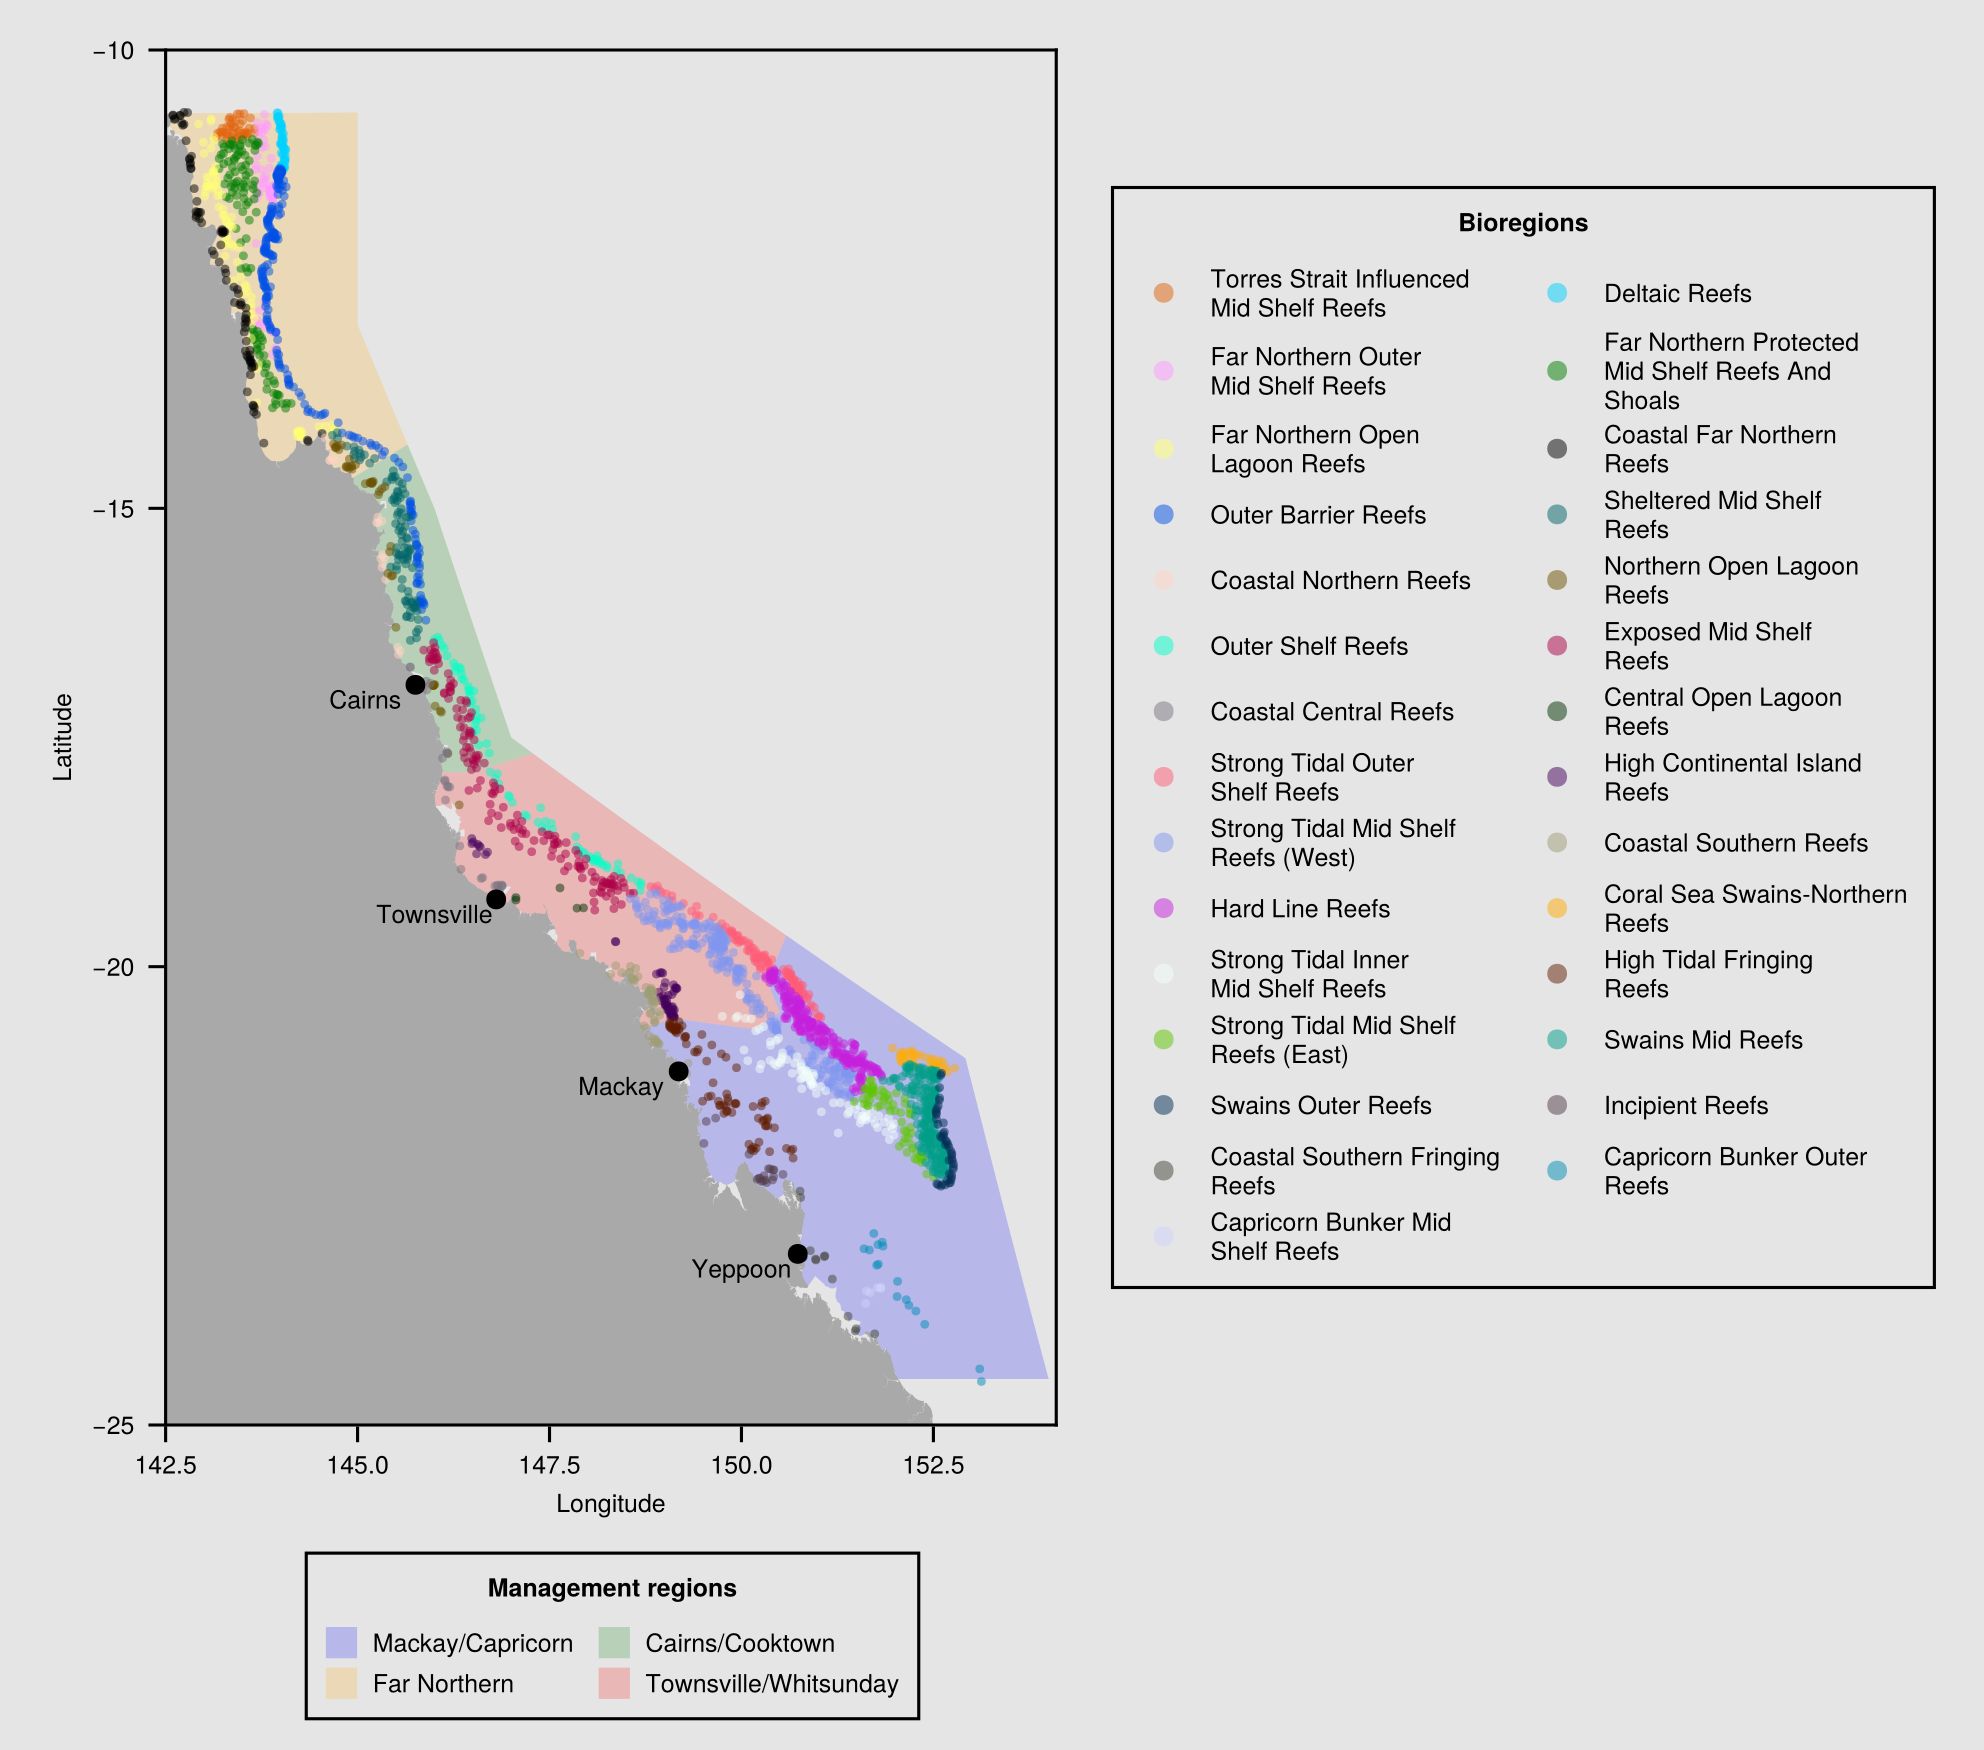 −10
−15
−20
−25
Latitude
142.5
145.0
147.5
150.0
152.5
Longitude
Cairns
Townsville
Mackay
Yeppoon
Bioregions
Torres Strait Influenced
Mid Shelf Reefs
Deltaic Reefs
Far Northern Outer
Mid Shelf Reefs
Far Northern Protected
Mid Shelf Reefs And
Shoals
Far Northern Open
Lagoon Reefs
Coastal Far Northern
Reefs
Outer Barrier Reefs
Sheltered Mid Shelf
Reefs
Coastal Northern Reefs
Northern Open Lagoon
Reefs
Outer Shelf Reefs
Exposed Mid Shelf
Reefs
Coastal Central Reefs
Central Open Lagoon
Reefs
Strong Tidal Outer
Shelf Reefs
High Continental Island
Reefs
Strong Tidal Mid Shelf
Reefs (West)
Coastal Southern Reefs
Hard Line Reefs
Coral Sea Swains-Northern
Reefs
Strong Tidal Inner
Mid Shelf Reefs
High Tidal Fringing
Reefs
Strong Tidal Mid Shelf
Reefs (East)
Swains Mid Reefs
Swains Outer Reefs
Incipient Reefs
Coastal Southern Fringing
Reefs
Capricorn Bunker Outer
Reefs
Capricorn Bunker Mid
Shelf Reefs
Management regions
Mackay/Capricorn
Cairns/Cooktown
Far Northern
Townsville/Whitsunday